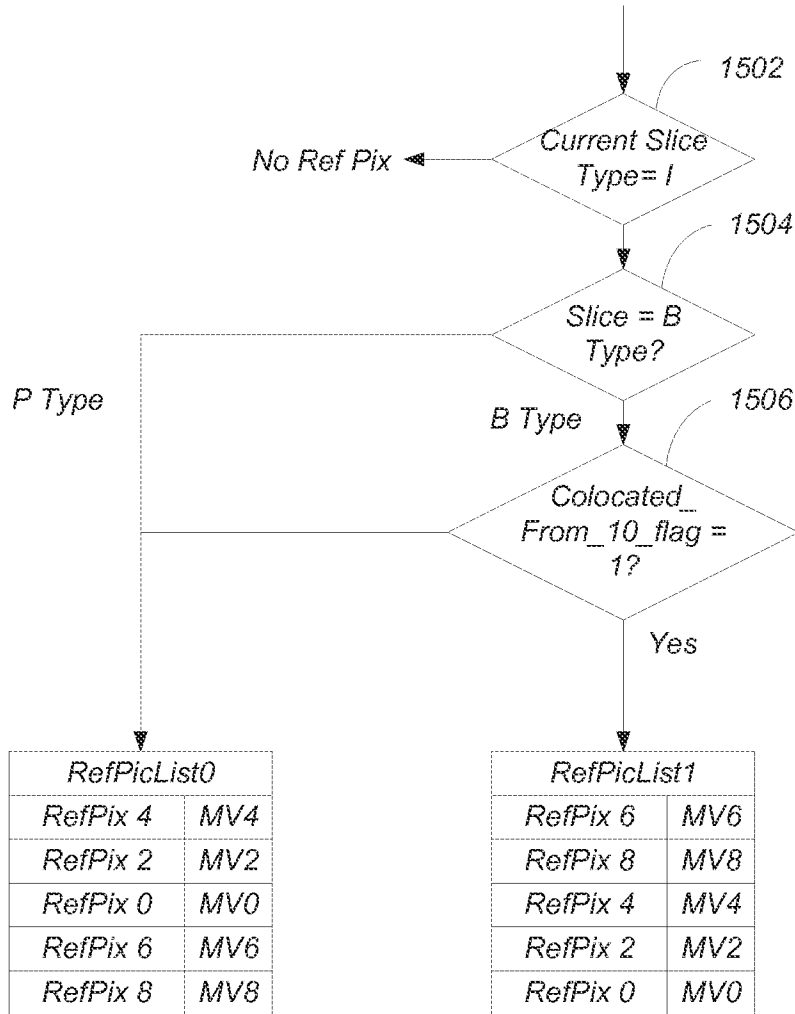 1502
Current Slice
Type= I
No Ref Pix
1504
Slice = B
Type?
P Type
B Type
1506
Colocated_
From_10_flag =
1?
Yes
RefPicList0
RefPix 4 MV4
RefPix 2 MV2
RefPix 0 MV0
RefPix 6 MV6
RefPix 8 MV8
RefPicList1
RefPix 6 MV6
RefPix 8 MV8
RefPix 4 MV4
RefPix 2 MV2
RefPix 0 MV0